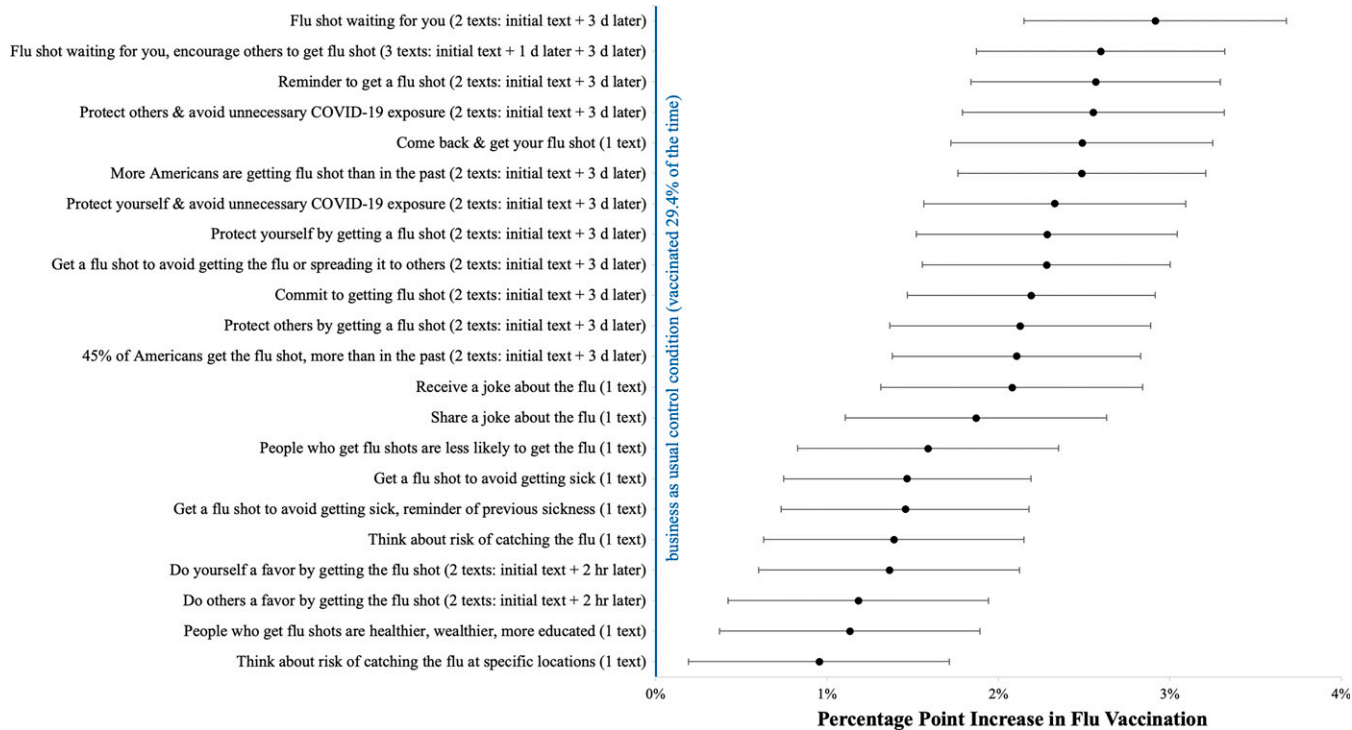 Flu shot waiting for you (2 texts: initial text + 3 d later)
Flu shot waiting for you, encourage others to get flu shot (3 texts: initial text + 1 d later + 3 d later)
Reminder to get a flu shot (2 texts: initial text + 3 d later)
Protect others & avoid unnecessary COVID-19 exposure (2 texts: initial text + 3 d later)
Come back & get your flu shot (1 text)
More Americans are getting flu shot than in the past (2 texts: initial text + 3 d later)
Protect yourself & avoid unnecessary COVID-19 exposure (2 texts: initial text + 3 d later)
Protect yourself by getting a flu shot (2 texts: initial text + 3 d later)
Get a flu shot to avoid getting the flu or spreading it to others (2 texts: initial text + 3 d later)
Commit to getting flu shot (2 texts: initial text + 3 d later)
Protect others by getting a flu shot (2 texts: initial text + 3 d later)
45% of Americans get the flu shot, more than in the past (2 texts: initial text + 3 d later)
Receive a joke about the flu (1 text)
Share a joke about the flu (1 text)
People who get flu shots are less likely to get the flu (1 text)
Get a flu shot to avoid getting sick (1 text)
Get a flu shot to avoid getting sick, reminder of previous sickness (1 text)
Think about risk of catching the flu (1 text)
Do yourself a favor by getting the flu shot (2 texts: initial text + 2 hr later)
Do others a favor by getting the flu shot (2 texts: initial text + 2 hr later)
People who get flu shots are healthier, wealthier, more educated (1 text)
Think about risk of catching the flu at specific locations (1 text)
business as usual control condition (vaccinated 29.4% of the time)
0% 1% 2% 3% 4%
Percentage Point Increase in Flu Vaccination